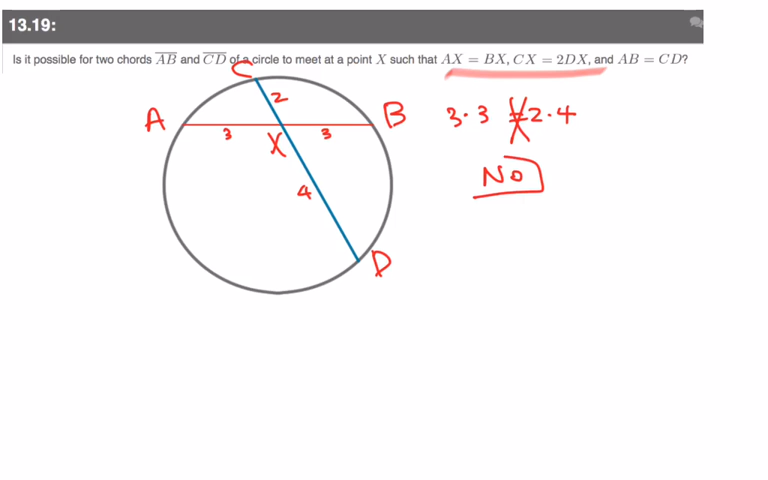 13.19:
Is it possible for two chords AB and CD of a circle to meet at a point X such that AX = BX, CX = 2DX, and AB = CD?
C
2
A
B
3
3
X
4
D
3·3 ≠ 2·4
NO